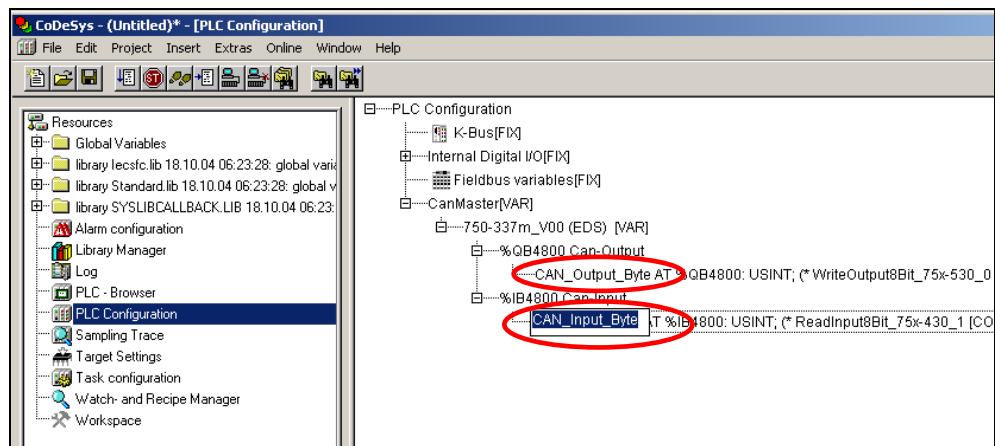 CoDeSys - (Untitled)* - [PLC Configuration]
File Edit Project Insert Extras Online Window Help
Resources
Global Variables
library Iecsfc.lib 18.10.04 06:23:28: global varia
library Standard.lib 18.10.04 06:23:28: global v
library SYSLIBCALLBACK.LIB 18.10.04 06:23:
Alarm configuration
Library Manager
Log
PLC - Browser
PLC Configuration
Sampling Trace
Target Settings
Task configuration
Watch- and Recipe Manager
Workspace
PLC Configuration
K-Bus[FIX]
Internal Digital I/O[FIX]
Fieldbus variables[FIX]
CanMaster[VAR]
750-337m_V00 (EDS) [VAR]
%QB4800 Can-Output
CAN_Output_Byte AT %QB4800: USINT; (* WriteOutput8Bit_75x-530_0
%IB4800 Can-Input
CAN_Input_Byte AT %IB4800: USINT; (* ReadInput8Bit_75x-430_1 [CO